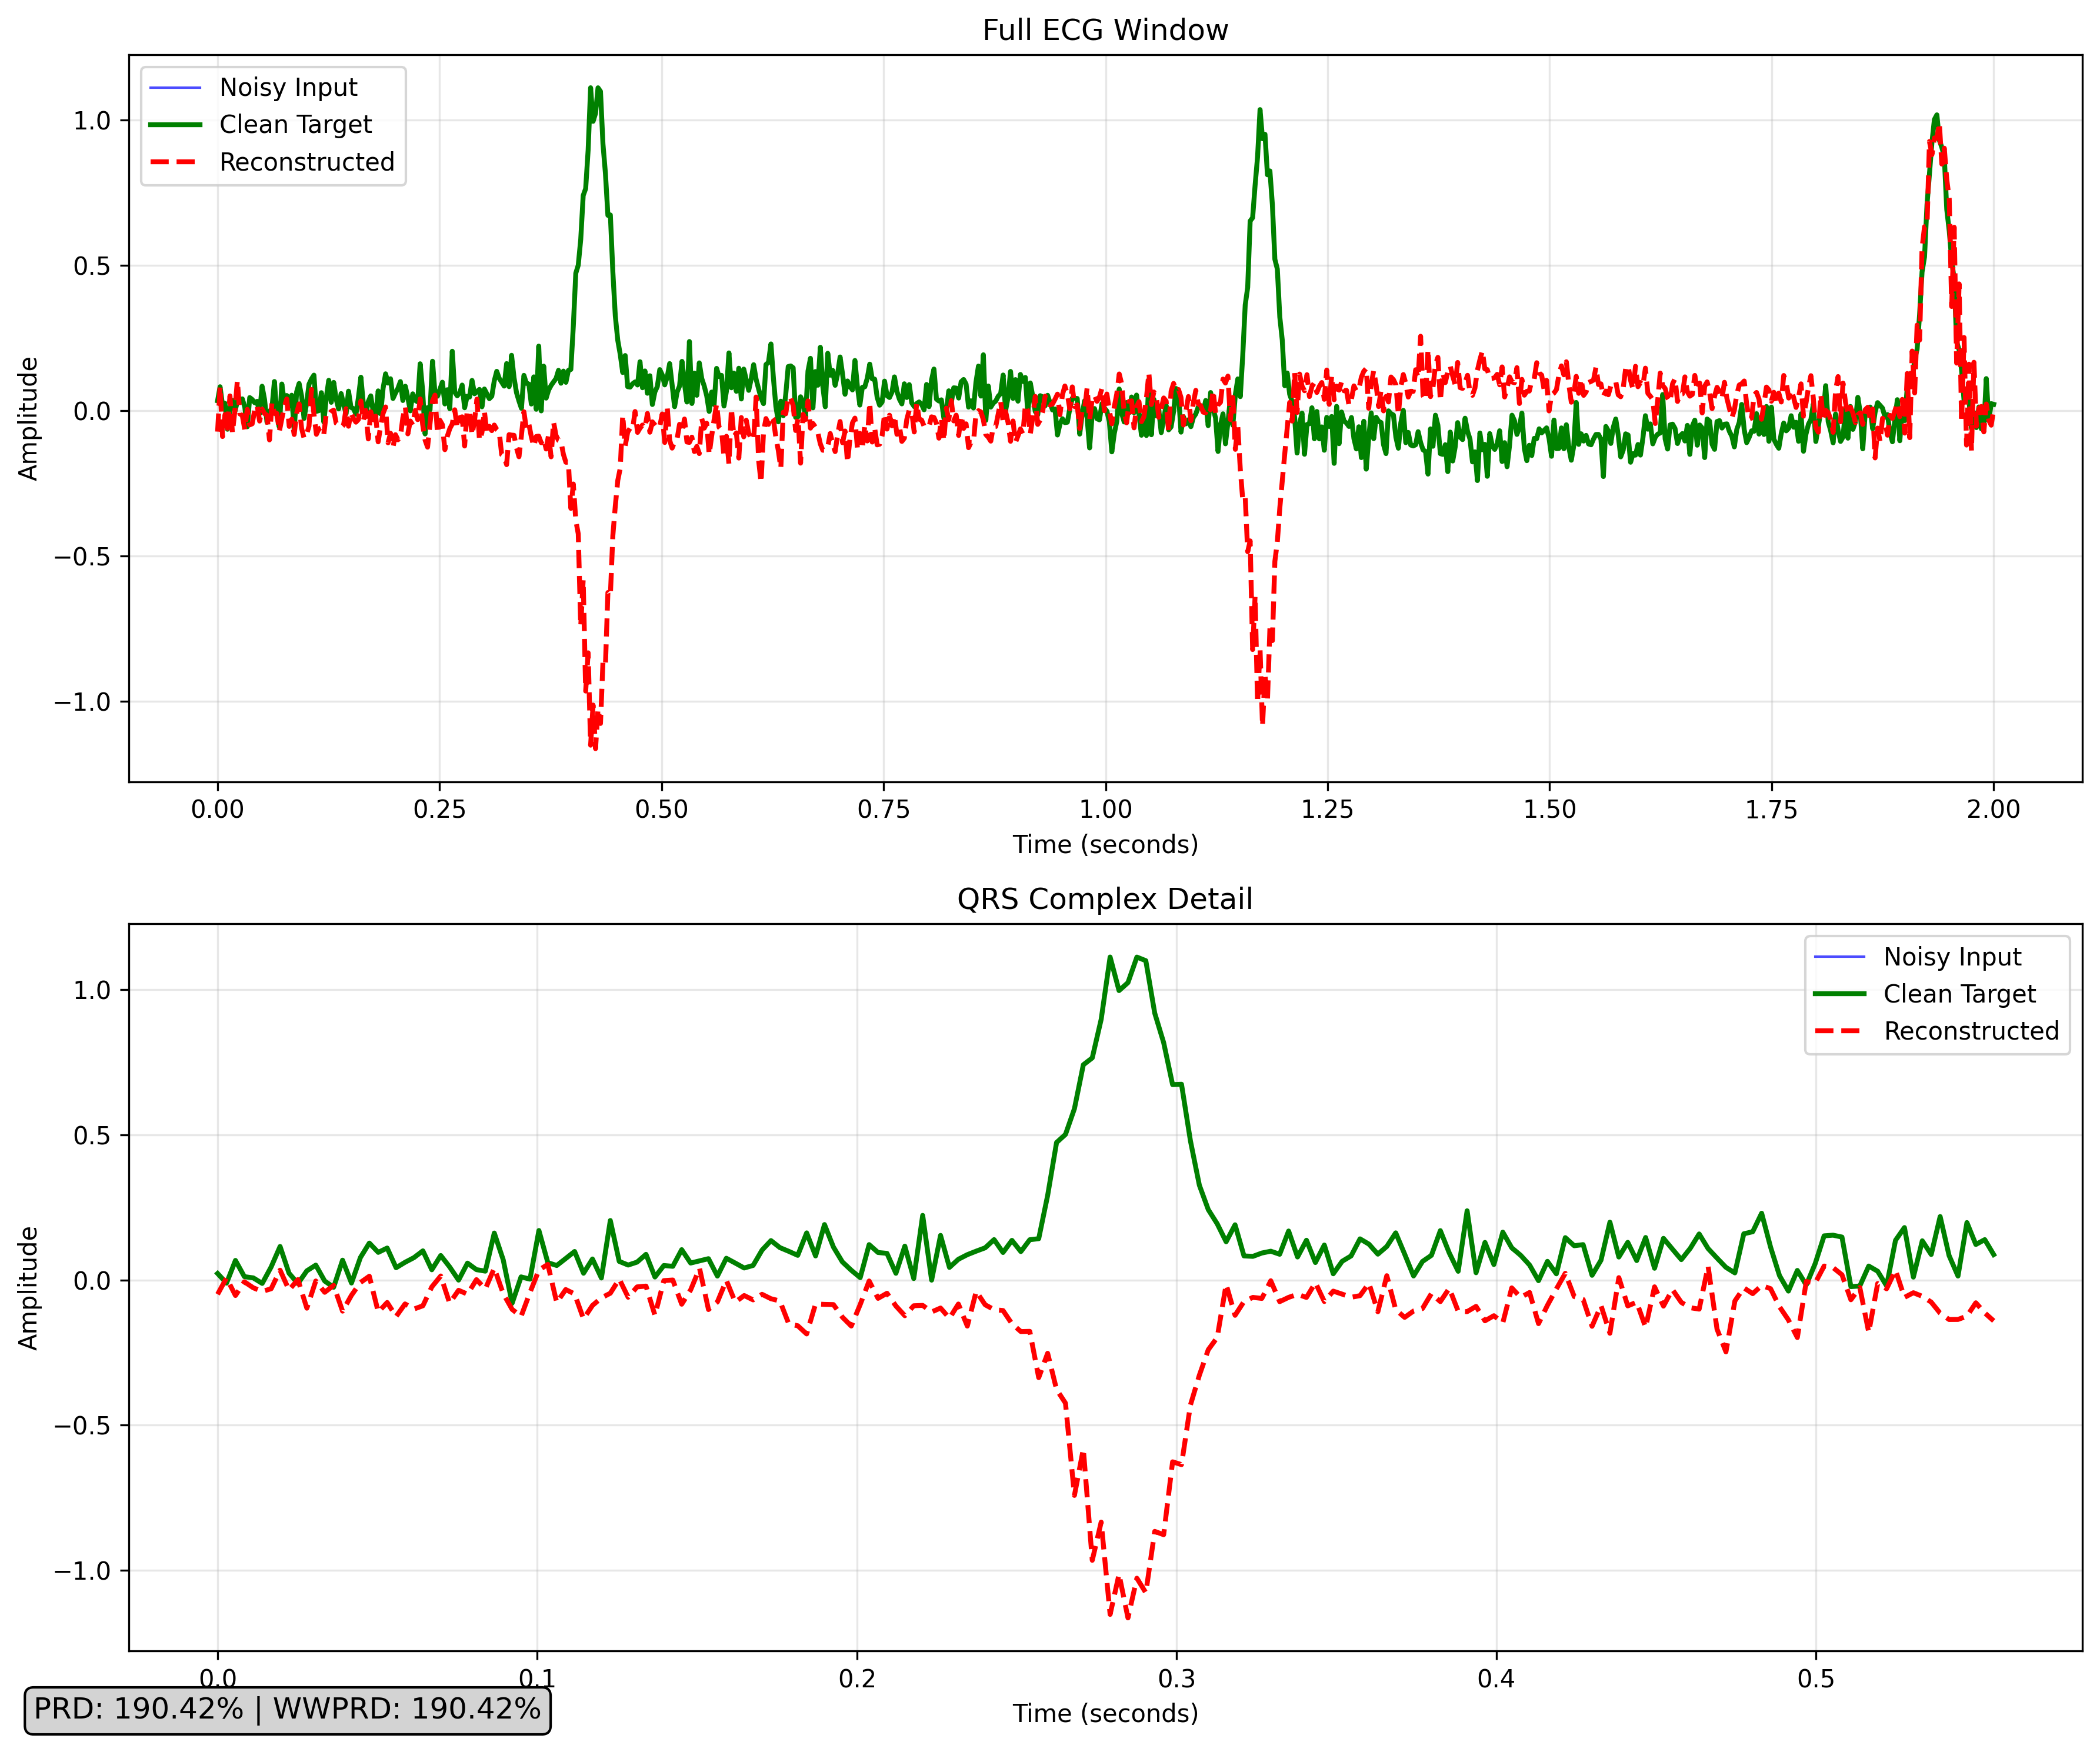 Full ECG Window
Noisy Input
Clean Target
Reconstructed
Amplitude
1.0
0.5
0.0
−0.5
−1.0
0.00 0.25 0.50 0.75 1.00 1.25 1.50 1.75 2.00
Time (seconds)
QRS Complex Detail
Noisy Input
Clean Target
Reconstructed
Amplitude
1.0
0.5
0.0
−0.5
−1.0
0.0 0.1 0.2 0.3 0.4 0.5
Time (seconds)
PRD: 190.42% | WWPRD: 190.42%